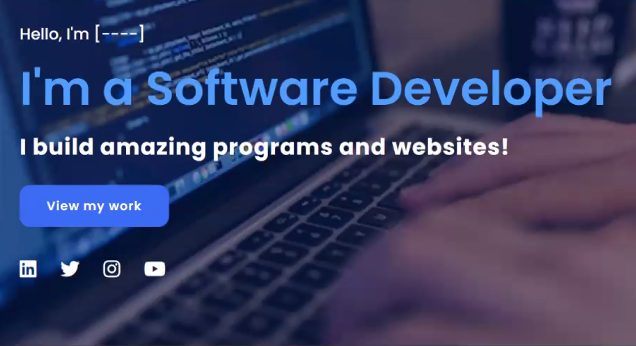 Hello, I'm [----]
I'm a Software Developer
I build amazing programs and websites!
View my work